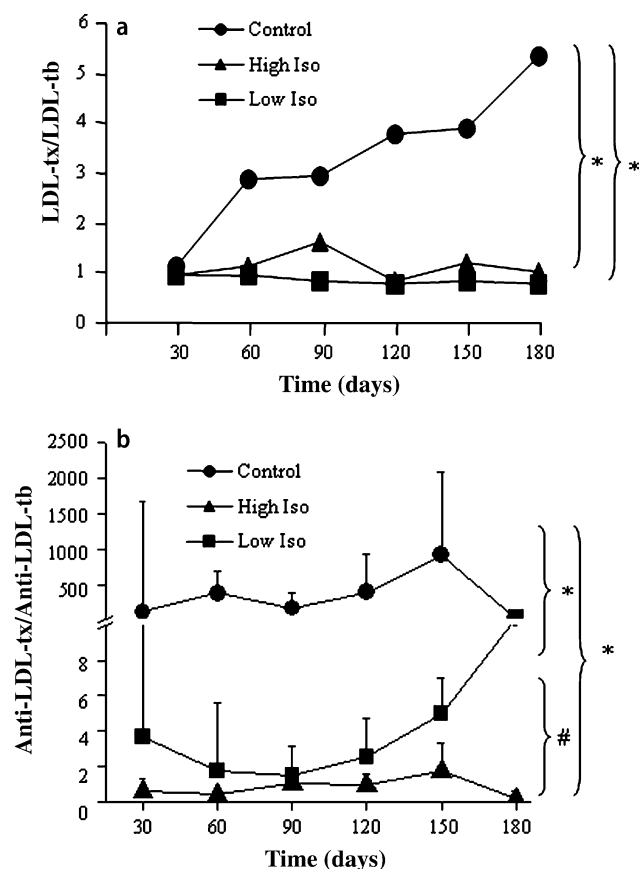 a
Control
High Iso
Low Iso
LDL-tx/LDL-tb
6
5
4
3
2
1
0
30 60 90 120 150 180
Time (days)
* *
b
Control
High Iso
Low Iso
Anti-LDL-tx/Anti-LDL-tb
2500
2000
1500
1000
500
8
6
4
2
0
30 60 90 120 150 180
Time (days)
*
*
#